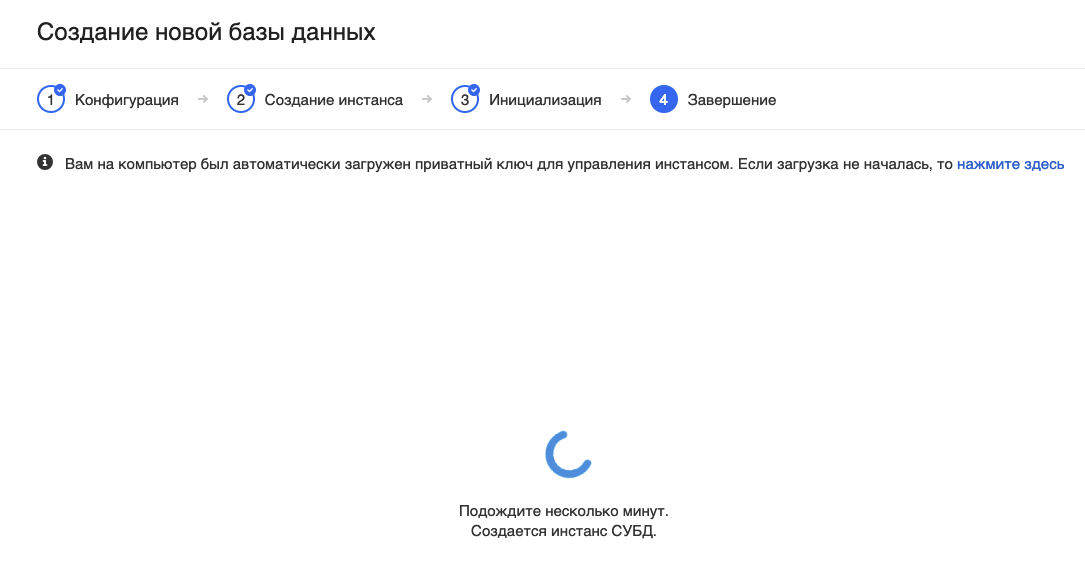 Создание новой базы данных
1 Конфигурация → 2 Создание инстанса → 3 Инициализация → 4 Завершение
Вам на компьютер был автоматически загружен приватный ключ для управления инстансом. Если загрузка не началась, то нажмите здесь
Подождите несколько минут.
Создается инстанс СУБД.